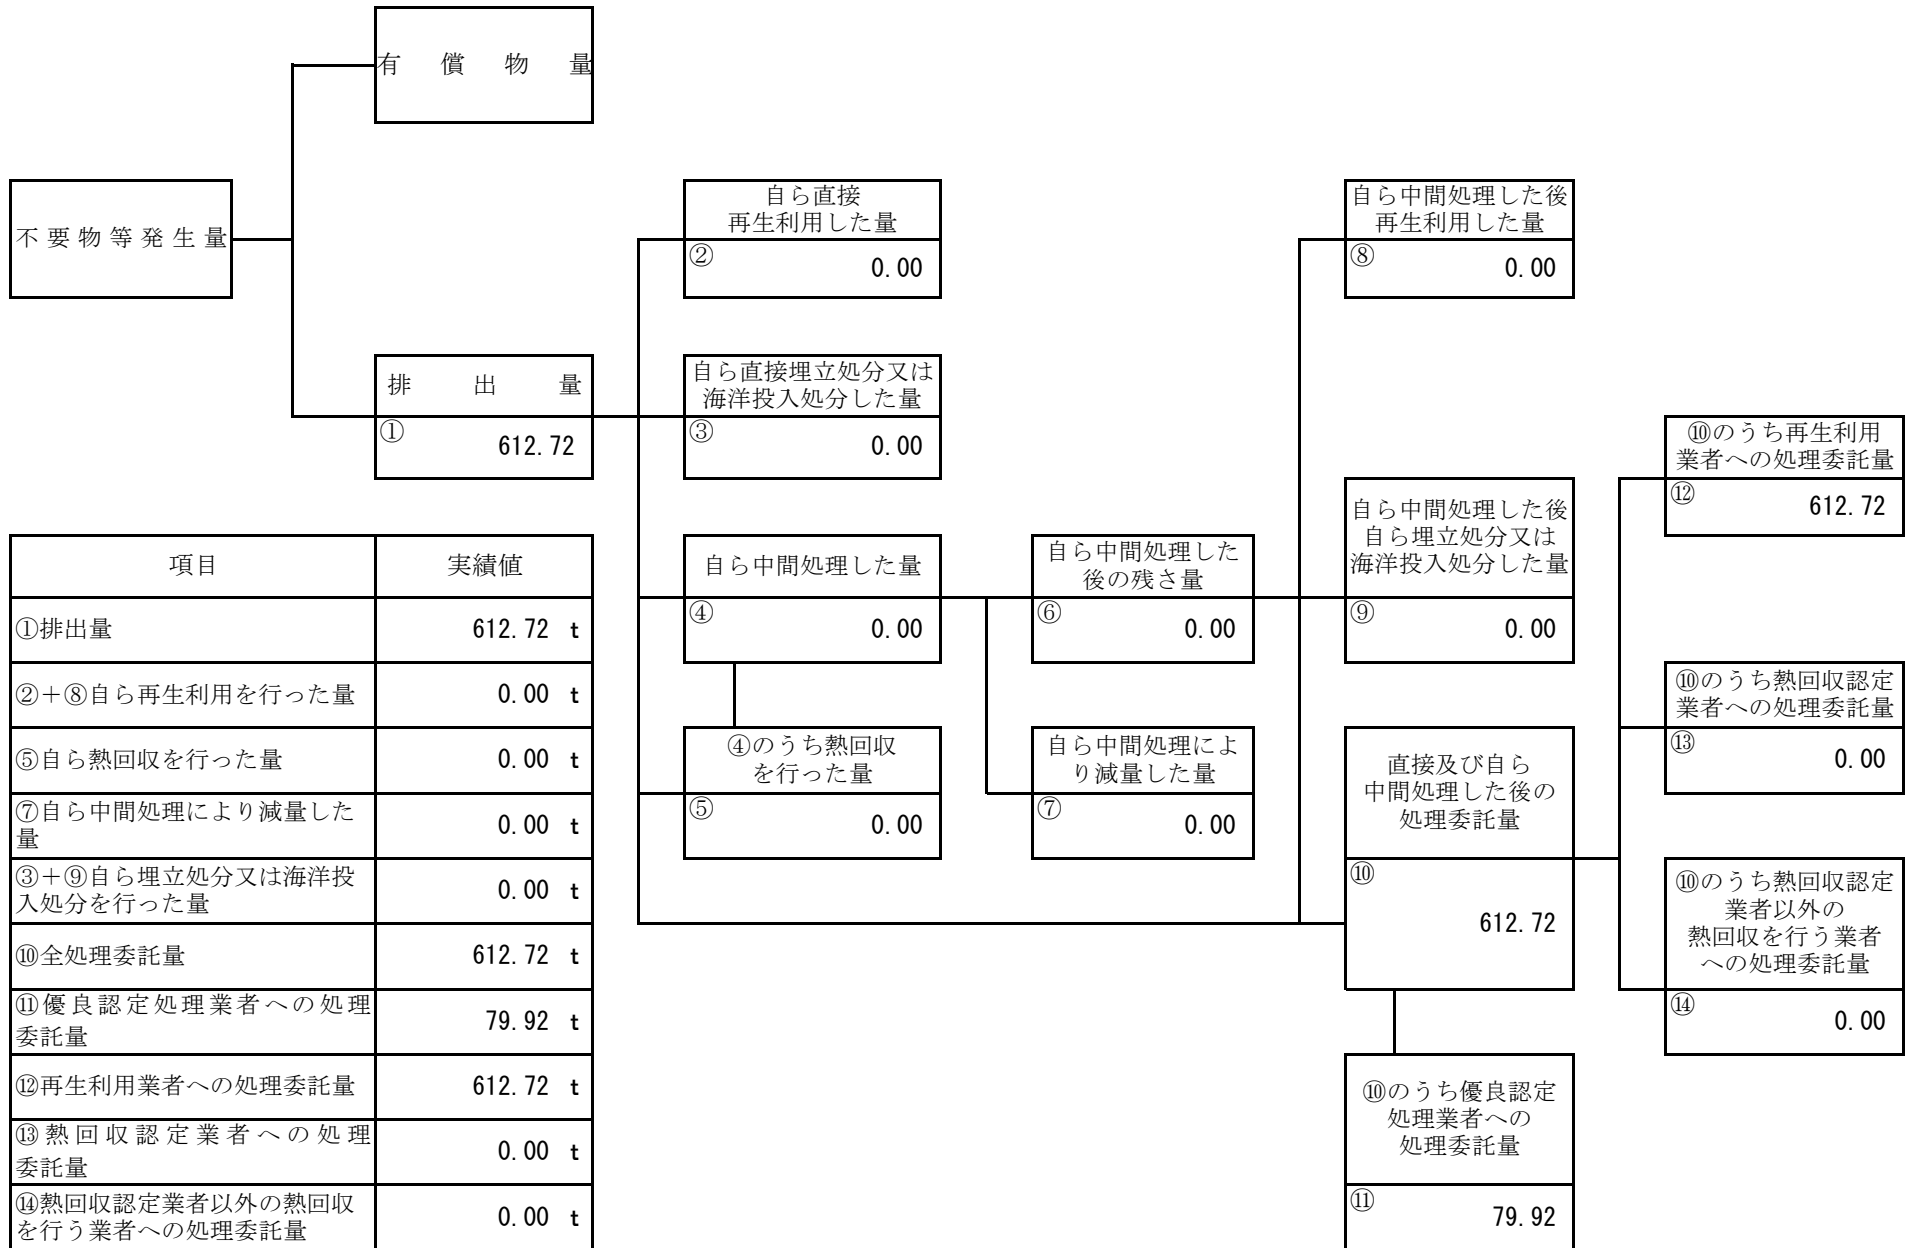 有償物量
不要物等発生量
排出量
① 612.72
自ら直接
再生利用した量
② 0.00
自ら直接埋立処分又は
海洋投入処分した量
③ 0.00
自ら中間処理した量
④ 0.00
④のうち熱回収
を行った量
⑤ 0.00
自ら中間処理した
後の残さ量
⑥ 0.00
自ら中間処理によ
り減量した量
⑦ 0.00
自ら中間処理した後
再生利用した量
⑧ 0.00
自ら中間処理した後
自ら埋立処分又は
海洋投入処分した量
⑨ 0.00
直接及び自ら
中間処理した後の
処理委託量
⑩
612.72
⑩のうち優良認定
処理業者への
処理委託量
⑪ 79.92
⑩のうち再生利用
業者への処理委託量
⑫ 612.72
⑩のうち熱回収認定
業者への処理委託量
⑬ 0.00
⑩のうち熱回収認定
業者以外の
熱回収を行う業者
への処理委託量
⑭ 0.00
項目 実績値
①排出量 612.72 t
②+⑧自ら再生利用を行った量 0.00 t
⑤自ら熱回収を行った量 0.00 t
⑦自ら中間処理により減量した
量 0.00 t
③+⑨自ら埋立処分又は海洋投
入処分を行った量 0.00 t
⑩全処理委託量 612.72 t
⑪優良認定処理業者への処理
委託量 79.92 t
⑫再生利用業者への処理委託量 612.72 t
⑬熱回収認定業者への処理
委託量 0.00 t
⑭熱回収認定業者以外の熱回収
を行う業者への処理委託量 0.00 t